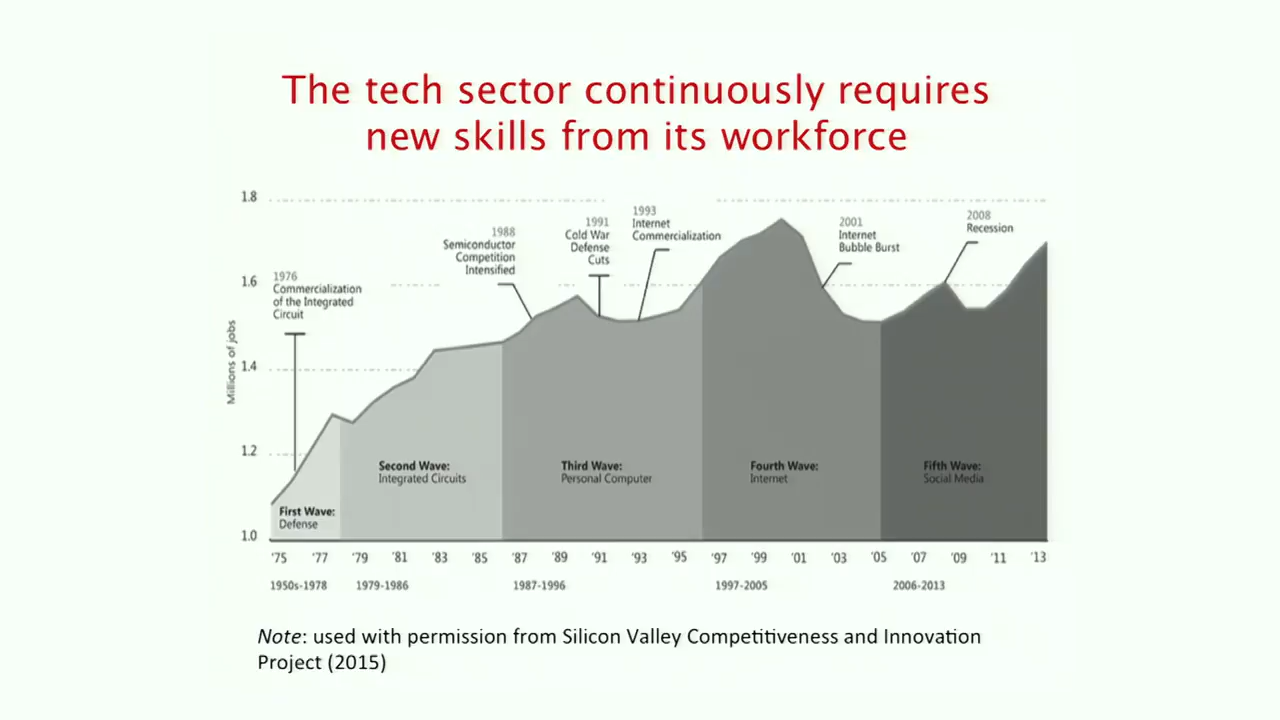 The tech sector continuously requires
new skills from its workforce
1.8
1.6
1.4
1.2
1.0
Millions of jobs
1976
Commercialization
of the Integrated
Circuit
1988
Semiconductor
Competition
Intensified
1991
Cold War
Defense
Cuts
1993
Internet
Commercialization
2001
Internet
Bubble Burst
2008
Recession
First Wave:
Defense
Second Wave:
Integrated Circuits
Third Wave:
Personal Computer
Fourth Wave:
Internet
Fifth Wave:
Social Media
'75 '77 '79 '81 '83 '85 '87 '89 '91 '93 '95 '97 '99 '01 '03 '05 '07 '09 '11 '13
1950s-1978 1979-1986 1987-1996 1997-2005 2006-2013
Note: used with permission from Silicon Valley Competitiveness and Innovation
Project (2015)